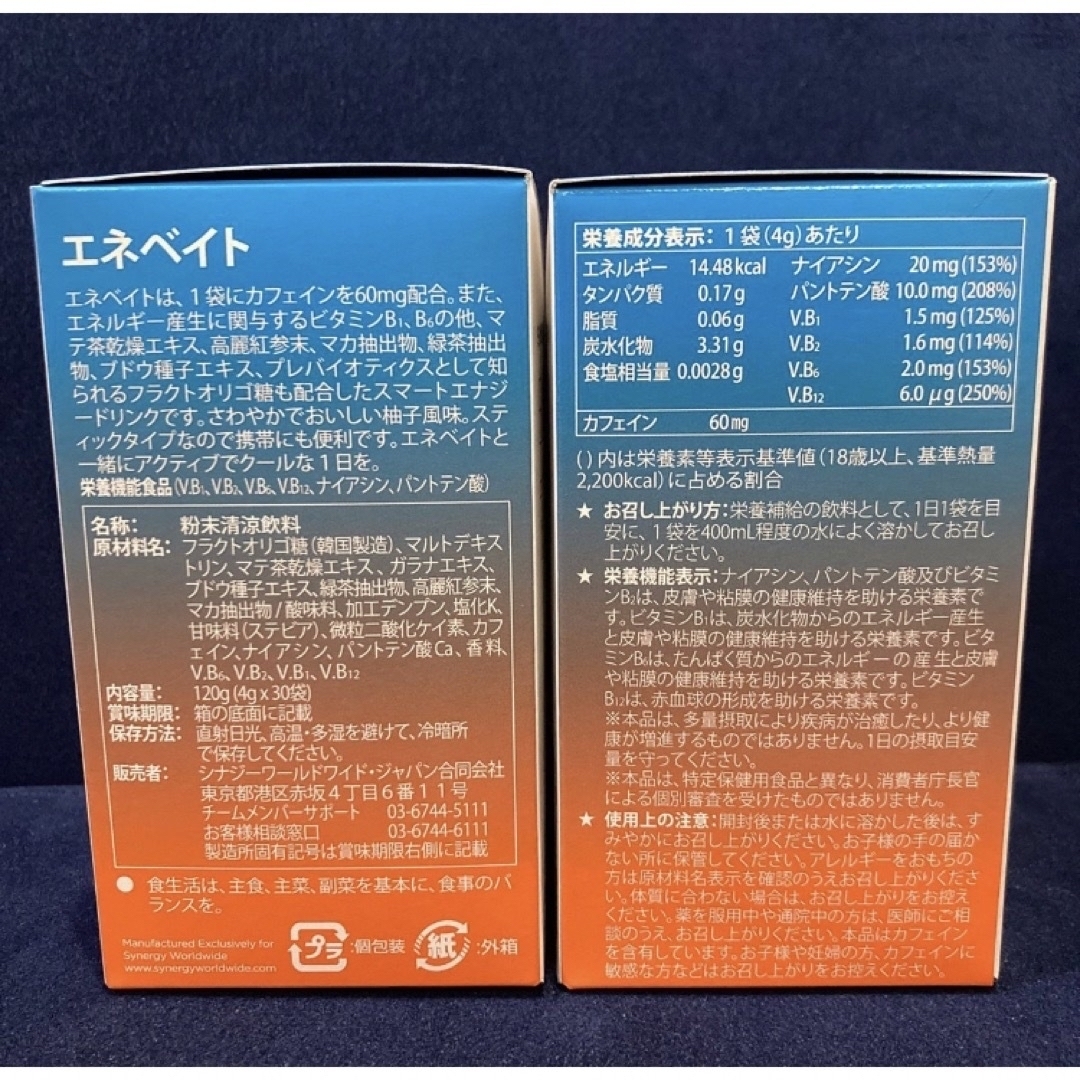 エネベイト
エネベイトは、1袋にカフェインを60mg配合。また、
エネルギー産生に関与するビタミンB₁、B₆の他、マ
テ茶乾燥エキス、高麗紅参末、マカ抽出物、緑茶抽出
物、ブドウ種子エキス、プレバイオティクスとして知
られるフラクトオリゴ糖も配合したスマートエナジ
ードリンクです。さわやかでおいしい柚子風味。ステ
ィックタイプなので携帯にも便利です。エネベイトと
一緒にアクティブでクールな1日を。
栄養機能食品(V.B₁、V.B₂、V.B₆、V.B₁₂、ナイアシン、パントテン酸)
名称: 粉末清涼飲料
原材料名: フラクトオリゴ糖(韓国製造)、マルトデキス
トリン、マテ茶乾燥エキス、ガラナエキス、
ブドウ種子エキス、緑茶抽出物、高麗紅参末、
マカ抽出物/酸味料、加工デンプン、塩化K、
甘味料(ステビア)、微粒二酸化ケイ素、カフ
ェイン、ナイアシン、パントテン酸Ca、香料、
V.B₆、V.B₂、V.B₁、V.B₁₂
内容量: 120g(4g x 30袋)
賞味期限: 箱の底面に記載
保存方法: 直射日光、高温・多湿を避けて、冷暗所
で保存してください。
販売者: シナジーワールドワイド・ジャパン合同会社
東京都港区赤坂4丁目6番11号
チームメンバーサポート 03-6744-5111
お客様相談窓口 03-6744-6111
製造所固有記号は賞味期限右側に記載
● 食生活は、主食、主菜、副菜を基本に、食事のバ
ランスを。
Manufactured Exclusively for
Synergy Worldwide
www.synergyworldwide.com
プラ :個包装 紙 :外箱
栄養成分表示: 1袋(4g)あたり
エネルギー 14.48kcal ナイアシン 20mg(153%)
タンパク質 0.17g パントテン酸 10.0mg(208%)
脂質 0.06g V.B₁ 1.5mg(125%)
炭水化物 3.31g V.B₂ 1.6mg(114%)
食塩相当量 0.0028g V.B₆ 2.0mg(153%)
V.B₁₂ 6.0μg(250%)
カフェイン 60mg
( )内は栄養素等表示基準値(18歳以上、基準熱量
2,200kcal)に占める割合
★ お召し上がり方:栄養補給の飲料として、1日1袋を目
安に、1袋を400mL程度の水によく溶かしてお召し
上がりください。
★ 栄養機能表示:ナイアシン、パントテン酸及びビタミ
ンB₂は、皮膚や粘膜の健康維持を助ける栄養素で
す。ビタミンB₁は、炭水化物からのエネルギー産生
と皮膚や粘膜の健康維持を助ける栄養素です。ビタ
ミンB₆は、たんぱく質からのエネルギーの産生と皮膚
や粘膜の健康維持を助ける栄養素です。ビタミン
B₁₂は、赤血球の形成を助ける栄養素です。
※本品は、多量摂取により疾病が治癒したり、より健
康が増進するものではありません。1日の摂取目安
量を守ってください。
※本品は、特定保健用食品と異なり、消費者庁長官
による個別審査を受けたものではありません。
★ 使用上の注意:開封後または水に溶かした後は、す
みやかにお召し上がりください。お子様の手の届か
ない所に保管してください。アレルギーをおもちの
方は原材料名表示を確認のうえお召し上がりくださ
い。体質に合わない場合は、お召し上がりをお控え
ください。薬を服用中や通院中の方は、医師にご相
談のうえ、お召し上がりください。本品はカフェイン
を含有しています。お子様や妊婦の方、カフェインに
敏感な方などはお召し上がりをお控えください。